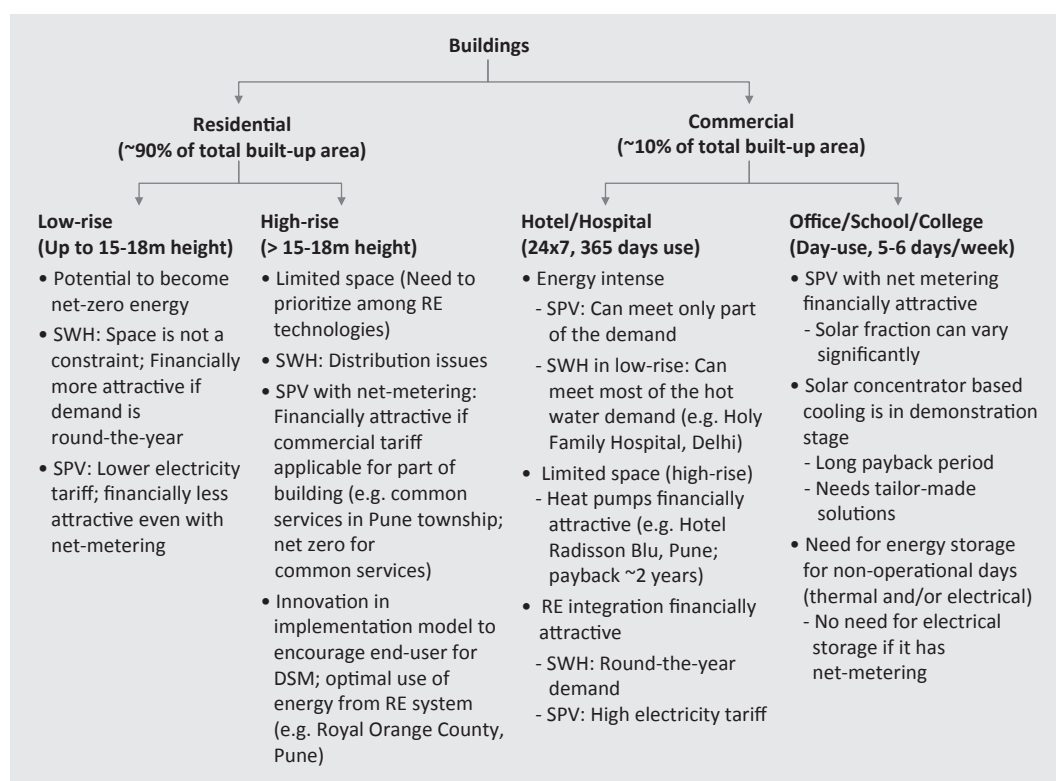 Buildings
Residential
(~90% of total built-up area)
Commercial
(~10% of total built-up area)
Low-rise
(Up to 15-18m height)
• Potential to become
net-zero energy
• SWH: Space is not a
constraint; Financially
more attractive if
demand is
round-the-year
• SPV: Lower electricity
tariff; financially less
attractive even with
net-metering
High-rise
(> 15-18m height)
• Limited space (Need to
prioritize among RE
technologies)
• SWH: Distribution issues
• SPV with net-metering:
Financially attractive if
commercial tariff
applicable for part of
building (e.g. common
services in Pune township;
net zero for
common services)
• Innovation in
implementation model to
encourage end-user for
DSM; optimal use of
energy from RE system
(e.g. Royal Orange County,
Pune)
Hotel/Hospital
(24x7, 365 days use)
• Energy intense
- SPV: Can meet only part
of the demand
- SWH in low-rise: Can
meet most of the hot
water demand (e.g. Holy
Family Hospital, Delhi)
• Limited space (high-rise)
- Heat pumps financially
attractive (e.g. Hotel
Radisson Blu, Pune;
payback ~2 years)
• RE integration financially
attractive
- SWH: Round-the-year
demand
- SPV: High electricity tariff
Office/School/College
(Day-use, 5-6 days/week)
• SPV with net metering
financially attractive
- Solar fraction can vary
significantly
• Solar concentrator based
cooling is in demonstration
stage
- Long payback period
- Needs tailor-made
solutions
• Need for energy storage
for non-operational days
(thermal and/or electrical)
- No need for electrical
storage if it has
net-metering